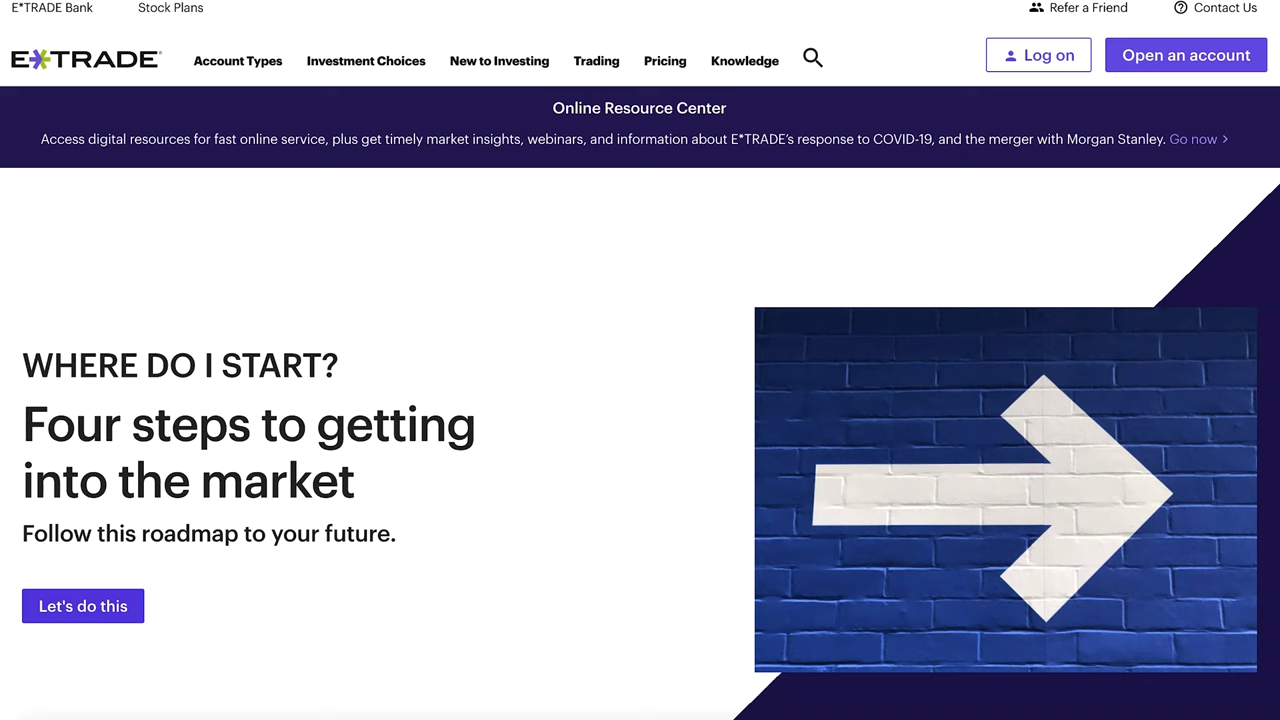 E*TRADE Bank
Stock Plans
Refer a Friend
Contact Us
E*TRADE
Account Types
Investment Choices
New to Investing
Trading
Pricing
Knowledge
Log on
Open an account
Online Resource Center
Access digital resources for fast online service, plus get timely market insights, webinars, and information about E*TRADE's response to COVID-19, and the merger with Morgan Stanley. Go now >
WHERE DO I START?
Four steps to getting
into the market
Follow this roadmap to your future.
Let's do this